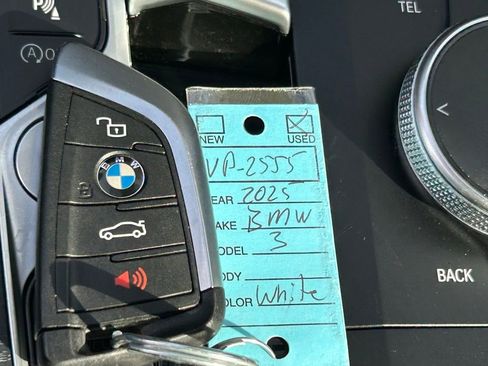 P
A
TEL
BMW
NEW
USED
VP-2555
EAR 2025
AKE BMW
ODEL 3
ODY
OLOR White
BACK